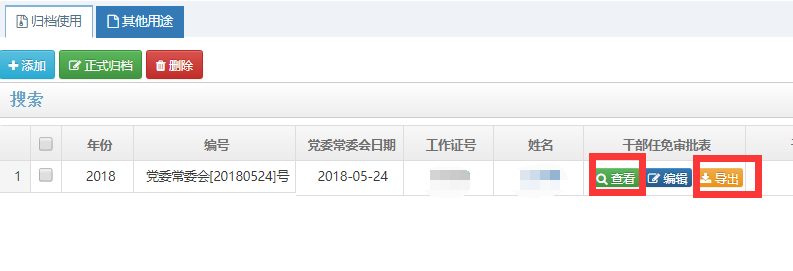 归档使用 其他用途
添加 正式归档 删除
搜索
年份 编号 党委常委会日期 工作证号 姓名 干部任免审批表
1 2018 党委常委会[20180524]号 2018-05-24 查看 编辑 导出